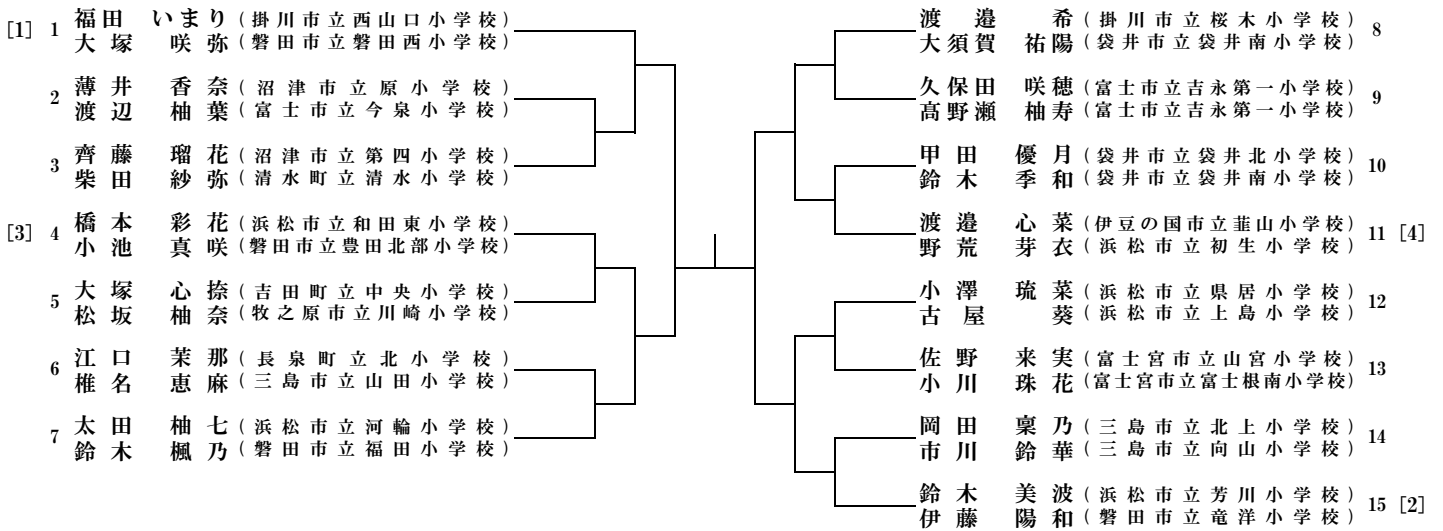 [1] 1 福田 いまり (掛川市立西山口小学校)
大塚 咲弥 (磐田市立磐田西小学校)
2 薄井 香奈 (沼津市立原小学校)
渡辺 柚葉 (富士市立今泉小学校)
3 齊藤 瑠花 (沼津市立第四小学校)
柴田 紗弥 (清水町立清水小学校)
[3] 4 橋本 彩花 (浜松市立和田東小学校)
小池 真咲 (磐田市立豊田北部小学校)
5 大塚 心捺 (吉田町立中央小学校)
松坂 柚奈 (牧之原市立川崎小学校)
6 江口 茉那 (長泉町立北小学校)
椎名 恵麻 (三島市立山田小学校)
7 太田 柚七 (浜松市立河輪小学校)
鈴木 楓乃 (磐田市立福田小学校)
渡邉 希 (掛川市立桜木小学校) 8
大須賀 祐陽 (袋井市立袋井南小学校)
久保田 咲穂 (富士市立吉永第一小学校) 9
髙野瀬 柚寿 (富士市立吉永第一小学校)
甲田 優月 (袋井市立袋井北小学校) 10
鈴木 季和 (袋井市立袋井南小学校)
渡邉 心菜 (伊豆の国市立韮山小学校) 11 [4]
野荒 芽衣 (浜松市立初生小学校)
小澤 琉菜 (浜松市立県居小学校) 12
古屋 葵 (浜松市立上島小学校)
佐野 来実 (富士宮市立山宮小学校) 13
小川 珠花 (富士宮市立富士根南小学校)
岡田 稟乃 (三島市立北上小学校) 14
市川 鈴華 (三島市立向山小学校)
鈴木 美波 (浜松市立芳川小学校) 15 [2]
伊藤 陽和 (磐田市立竜洋小学校)